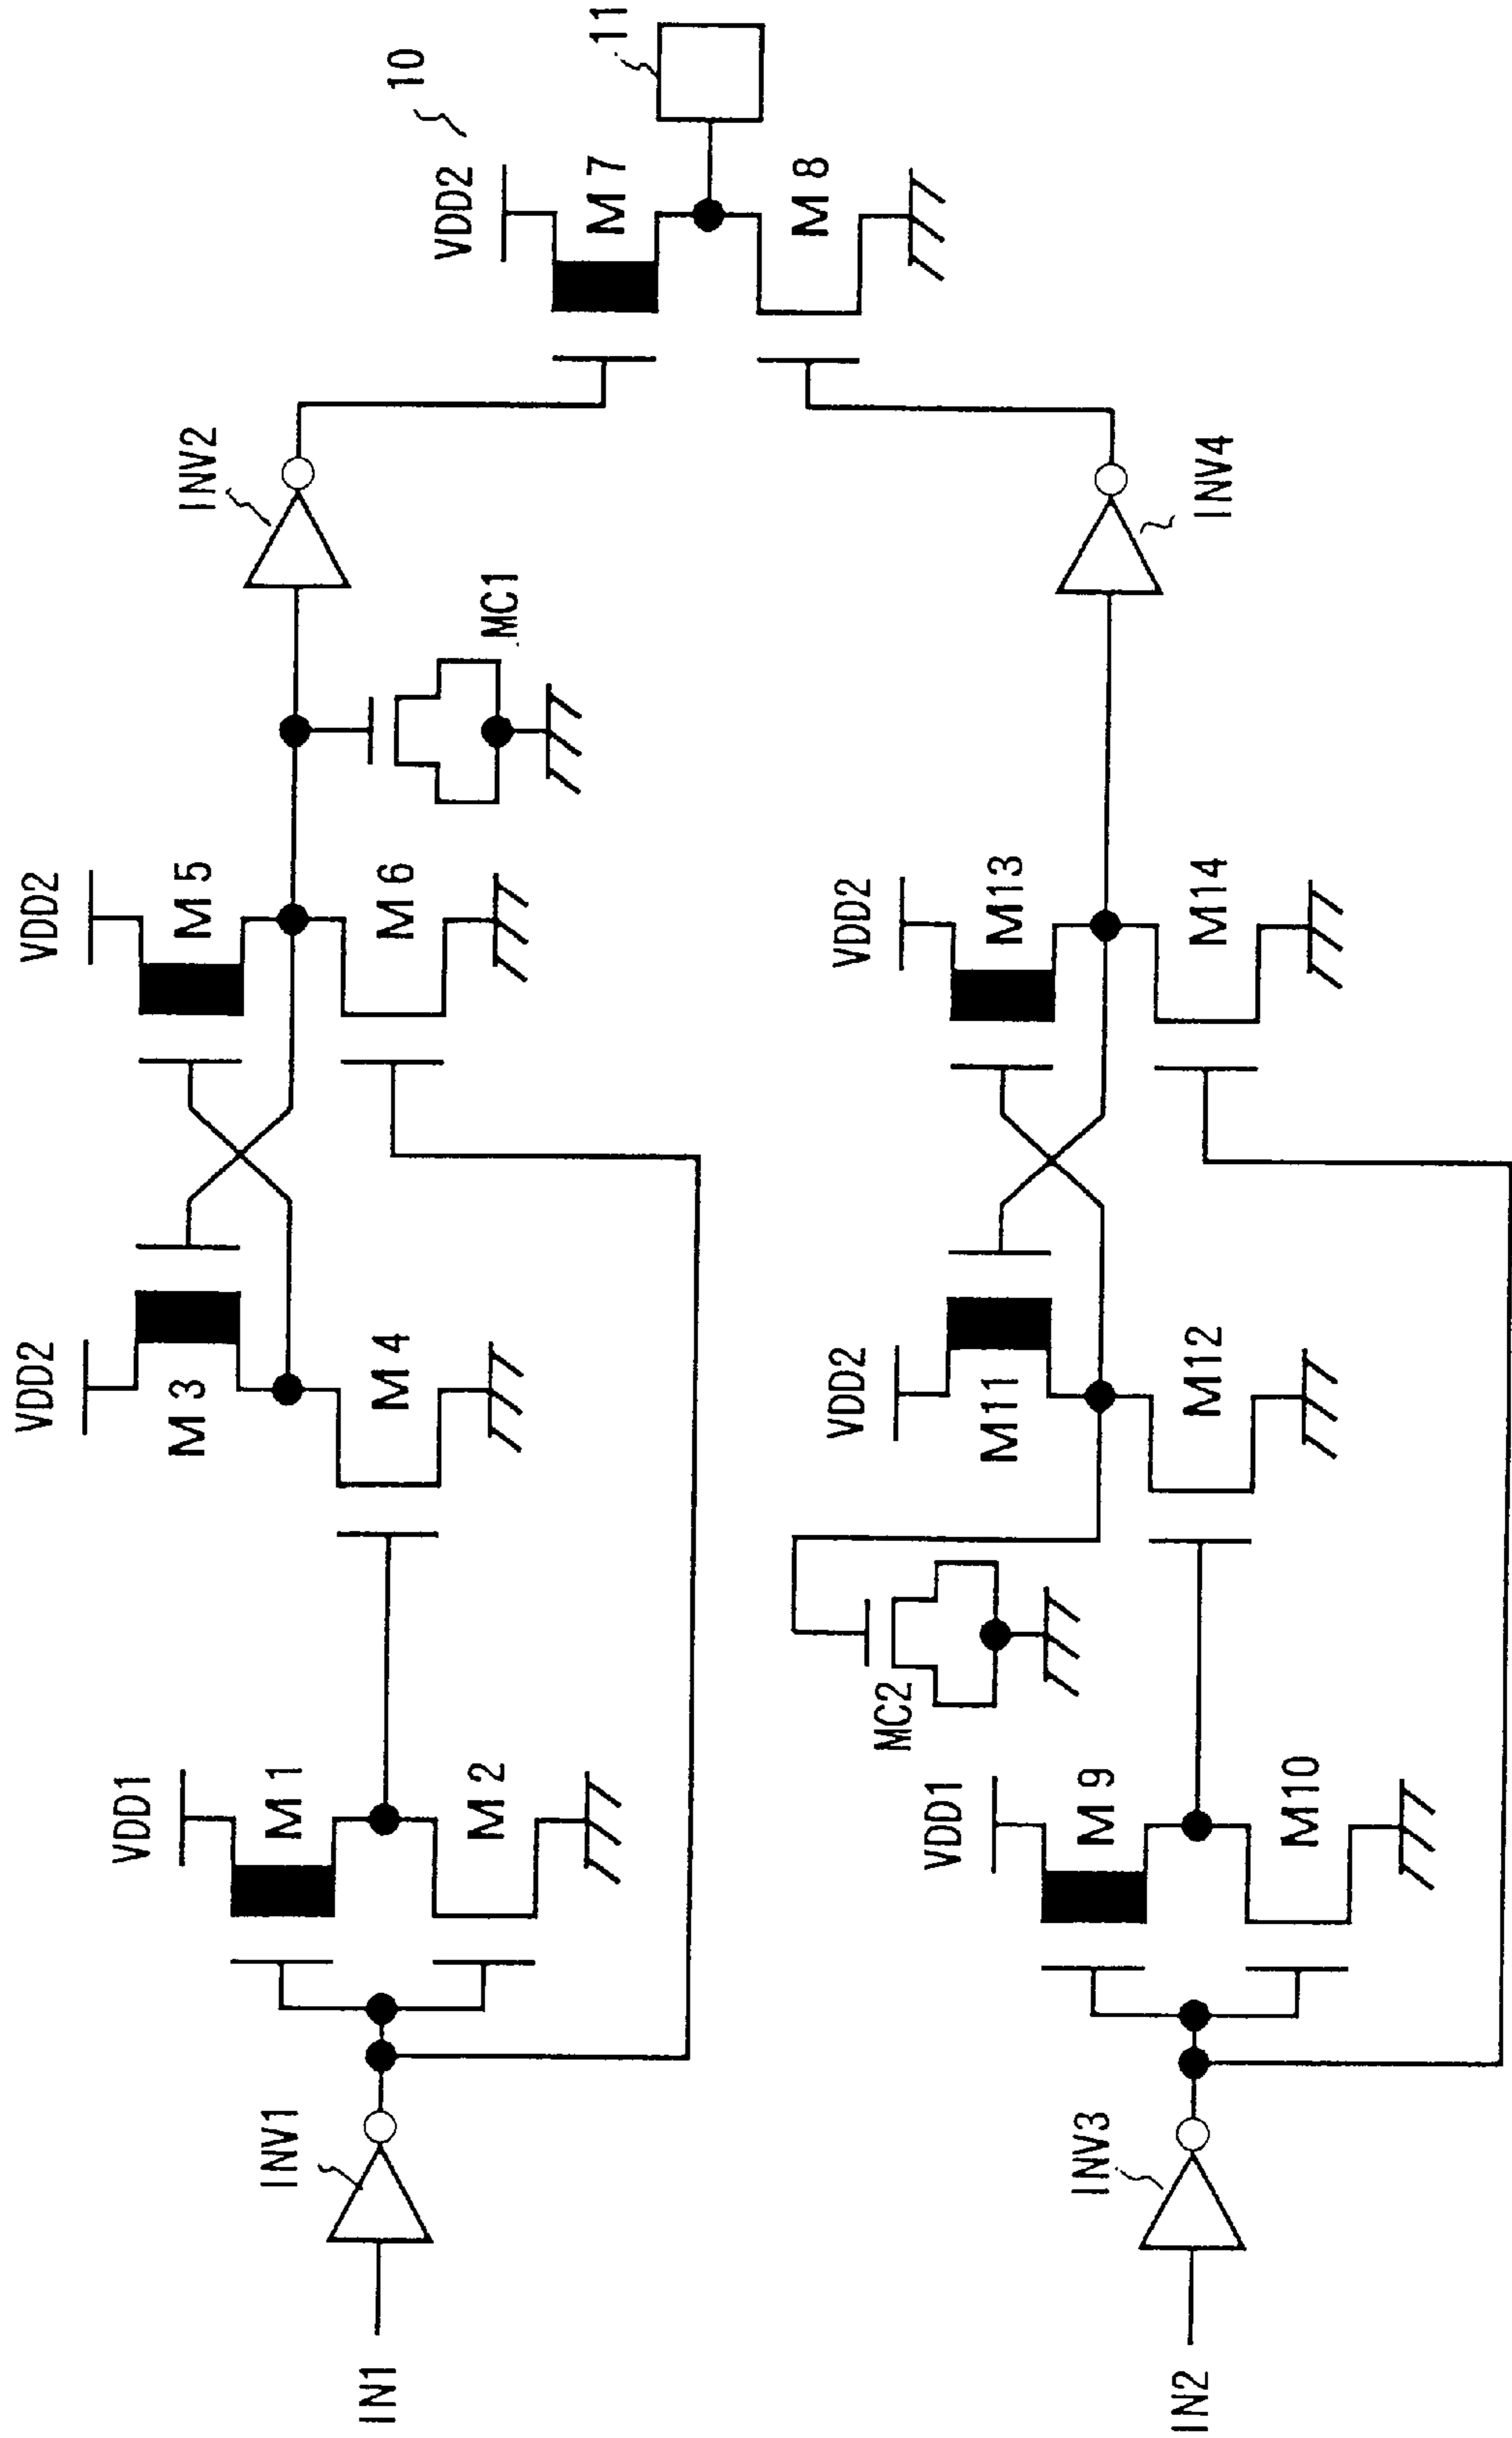 10
11
VDD2
M7
M8
INV2
INV4
MC1
VDD2
M5
M6
VDD2
M13
M14
VDD2
M3
M4
VDD2
M11
M12
MC2
VDD1
M1
M2
VDD1
M9
M10
INV1
INV3
IN1
IN2